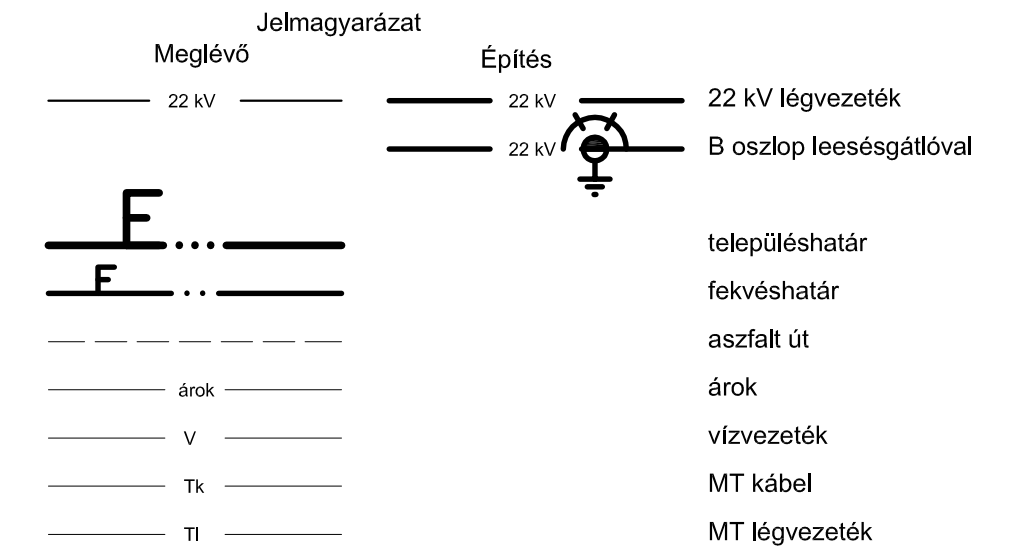 Jelmagyarázat
Meglévő
Építés
22 kV 22 kV 22 kV légvezeték
22 kV B oszlop leesésgátlóval
F településhatár
F fekvéshatár
aszfalt út
árok árok
V vízvezeték
Tk MT kábel
Tl MT légvezeték